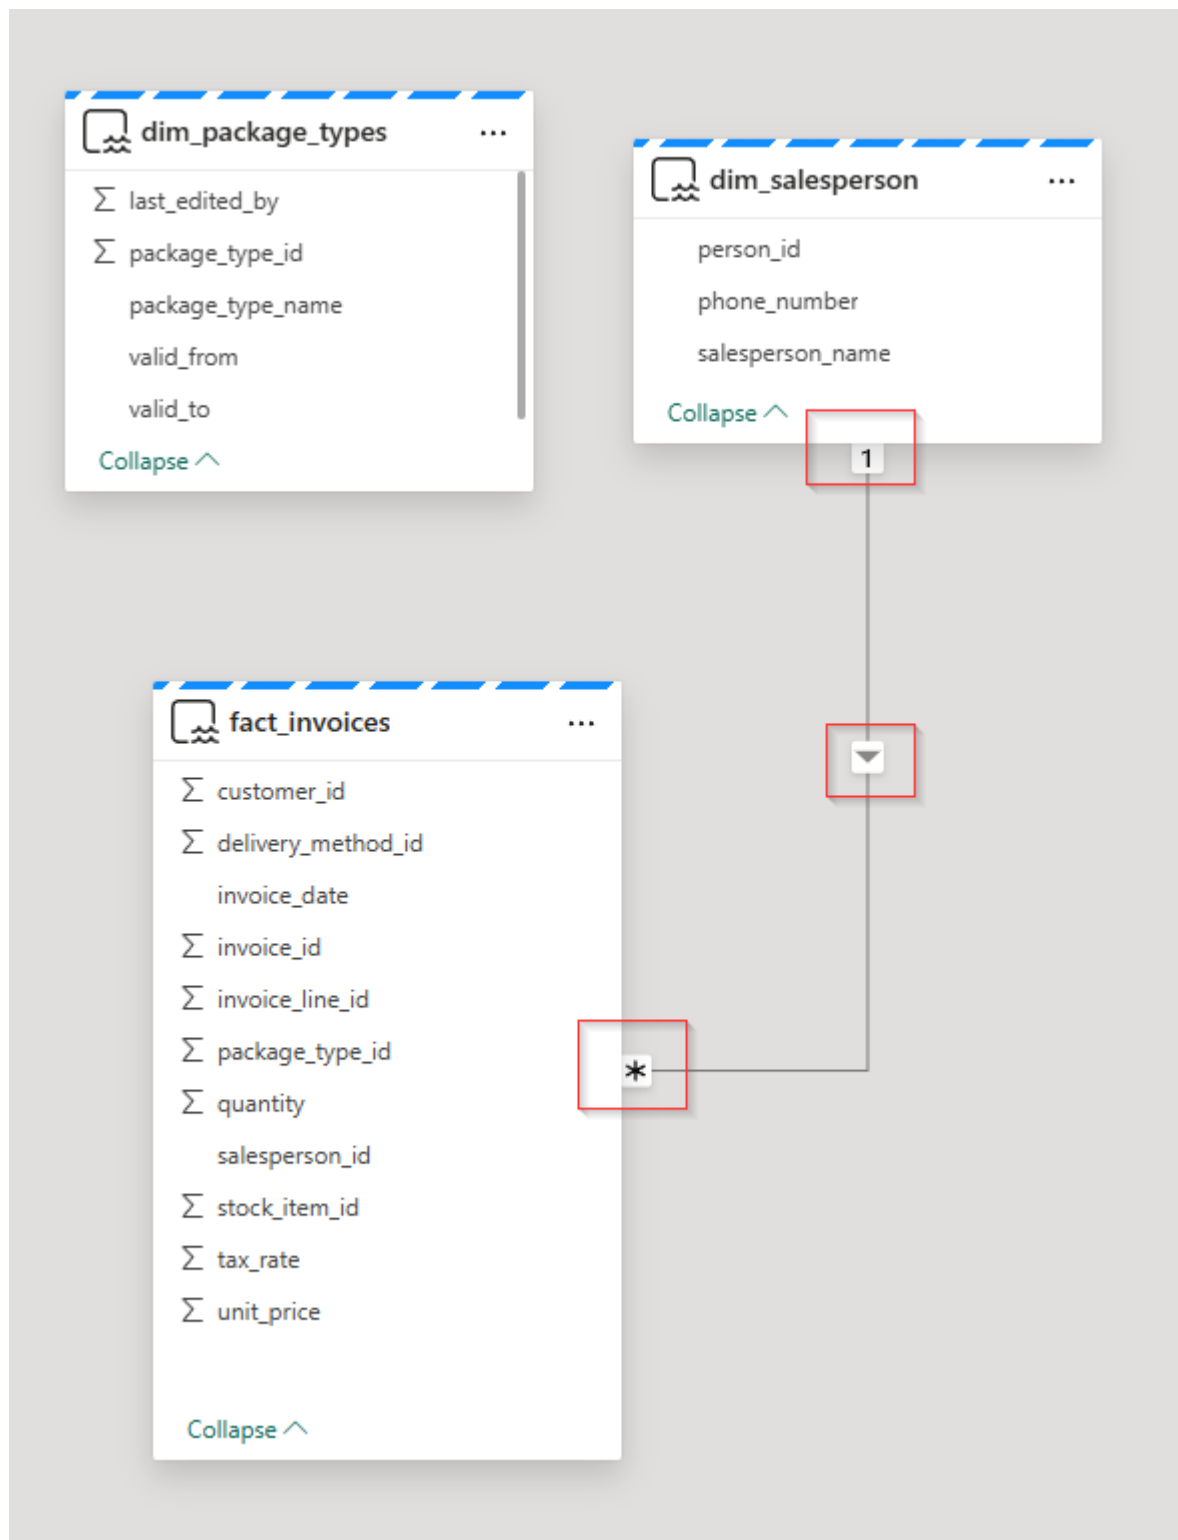 dim_package_types
last_edited_by
package_type_id
package_type_name
valid_from
valid_to
Collapse
dim_salesperson
person_id
phone_number
salesperson_name
Collapse
1
*
fact_invoices
customer_id
delivery_method_id
invoice_date
invoice_id
invoice_line_id
package_type_id
quantity
salesperson_id
stock_item_id
tax_rate
unit_price
Collapse